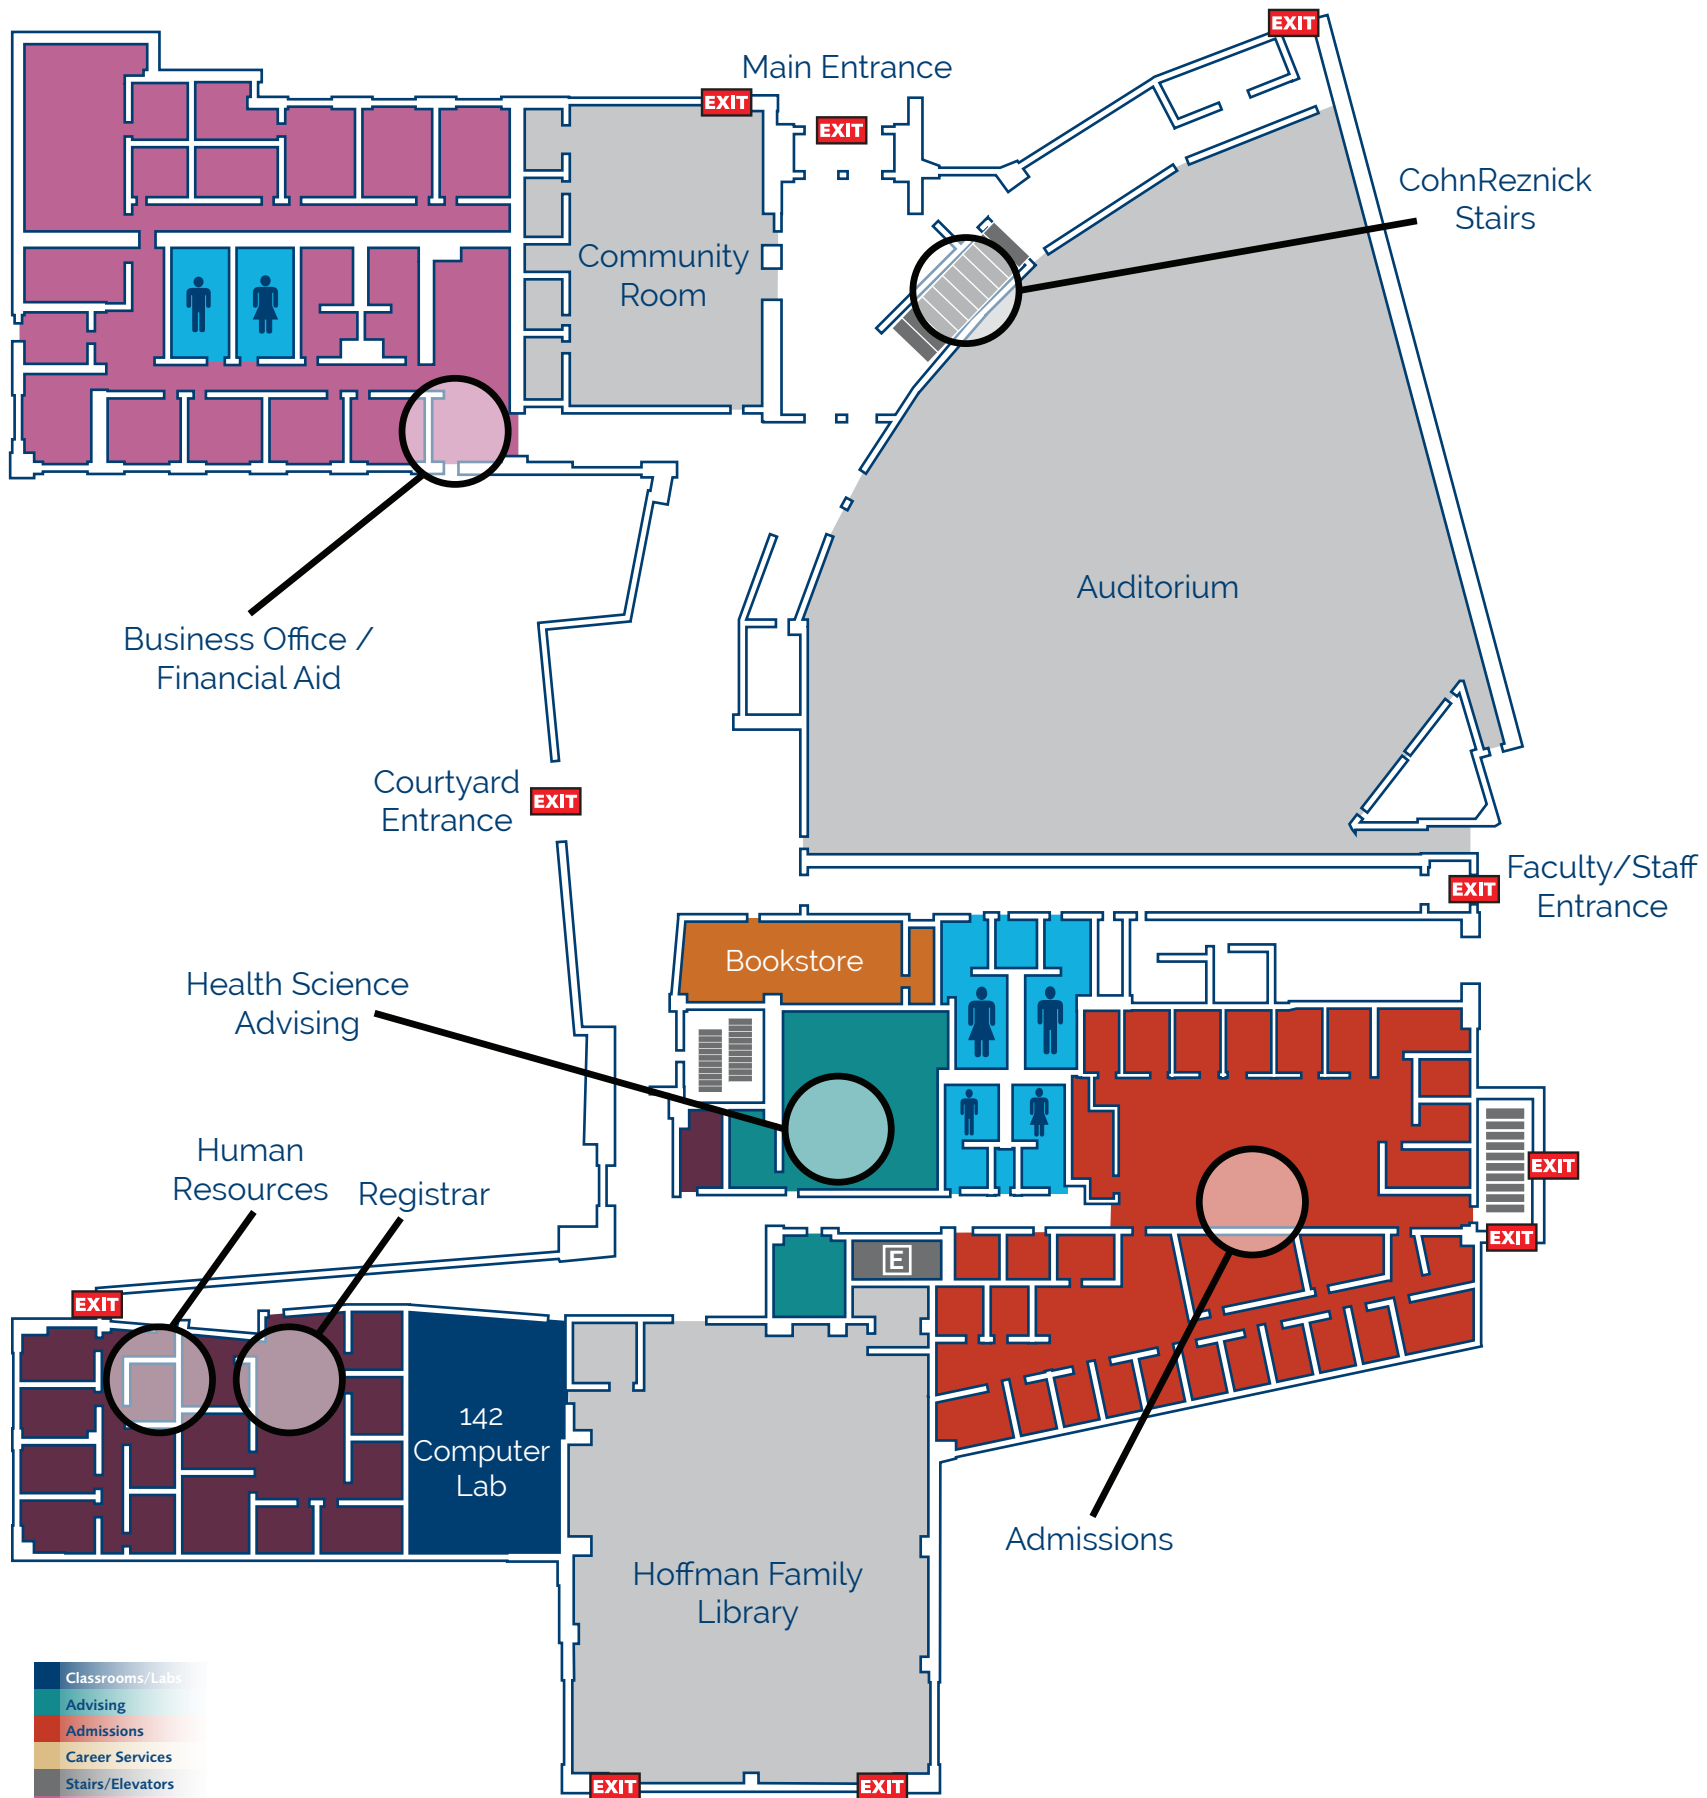 EXIT
Main Entrance
EXIT
EXIT
CohnReznick
Stairs
Community
Room
Auditorium
Business Office /
Financial Aid
Courtyard
Entrance
EXIT
Faculty/Staff
Entrance
EXIT
Bookstore
Health Science
Advising
Human
Resources
Registrar
EXIT
EXIT
E
EXIT
142
Computer
Lab
Admissions
Hoffman Family
Library
Classrooms/Labs
Advising
Admissions
Career Services
Stairs/Elevators
EXIT
EXIT